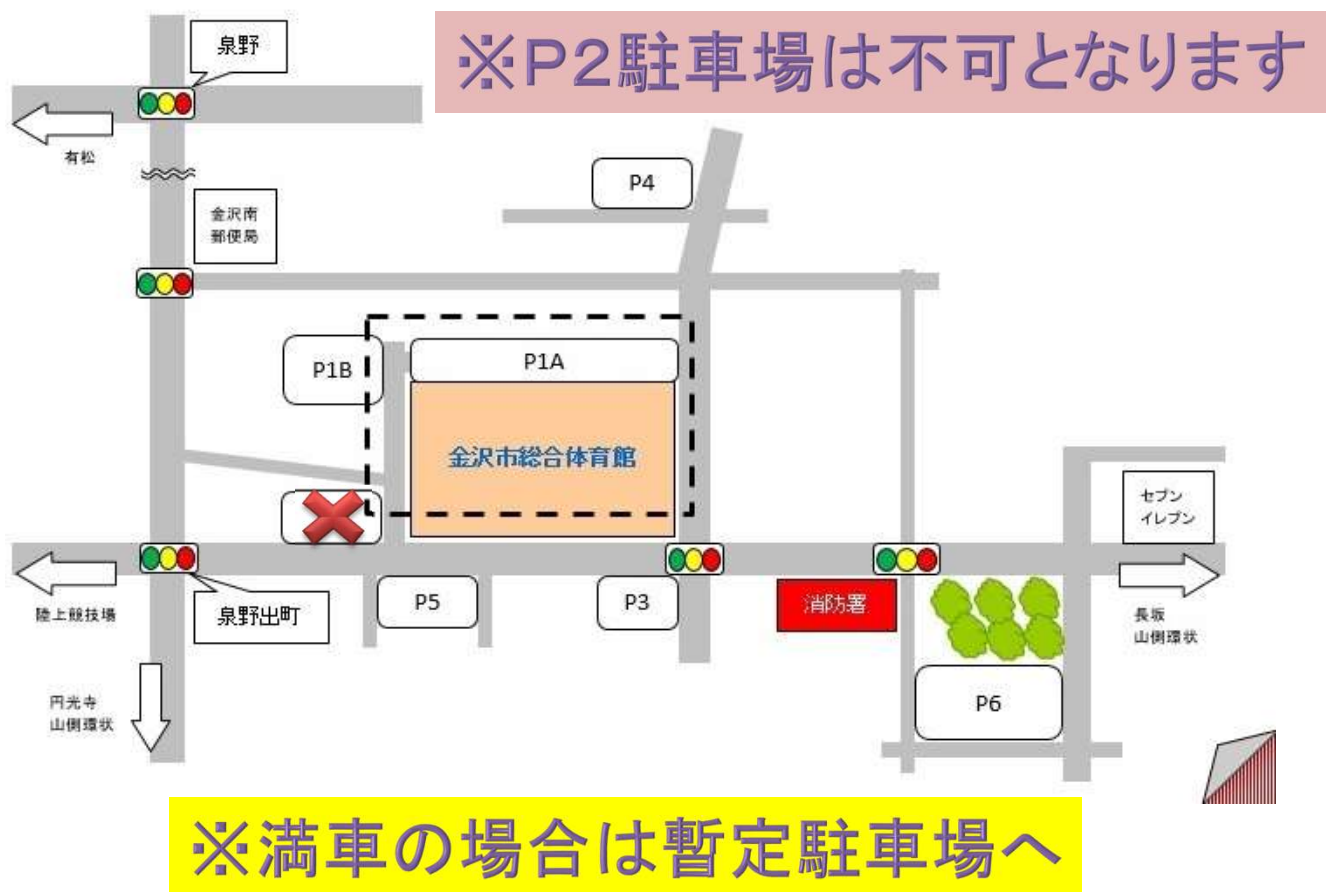 ※P2駐車場は不可となります
泉野
有松
金沢南
郵便局
P4
P1B
P1A
金沢市総合体育館
セブン
イレブン
陸上競技場
泉野出町
P5
P3
消防署
長坂
山側環状
円光寺
山側環状
P6
※満車の場合は暫定駐車場へ